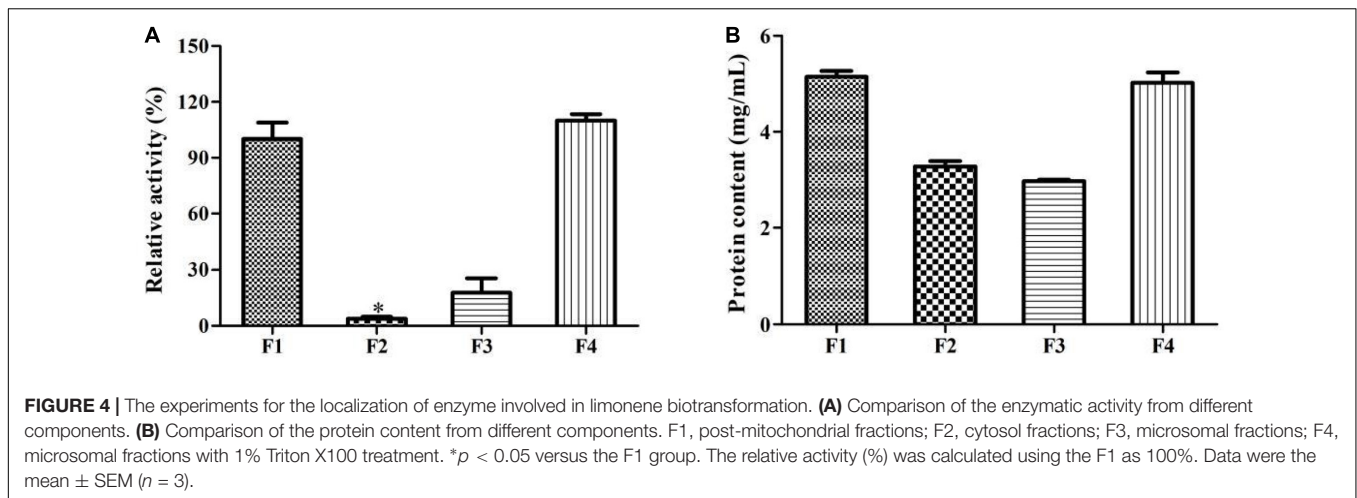 A
150
120
90
60
30
0
Relative activity (%)
*
F1 F2 F3 F4
B
6
4
2
0
Protein content (mg/mL)
F1 F2 F3 F4
FIGURE 4 | The experiments for the localization of enzyme involved in limonene biotransformation. (A) Comparison of the enzymatic activity from different
components. (B) Comparison of the protein content from different components. F1, post-mitochondrial fractions; F2, cytosol fractions; F3, microsomal fractions; F4,
microsomal fractions with 1% Triton X100 treatment. *p < 0.05 versus the F1 group. The relative activity (%) was calculated using the F1 as 100%. Data were the
mean ± SEM (n = 3).